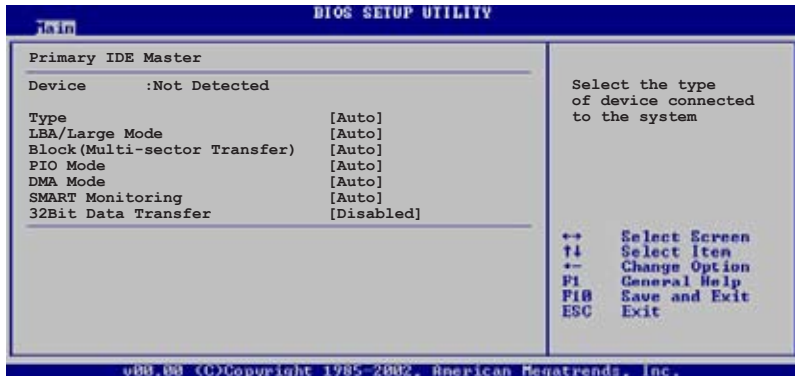 BIOS SETUP UTILITY
Main
Primary IDE Master
Device :Not Detected
Type [Auto]
LBA/Large Mode [Auto]
Block(Multi-sector Transfer) [Auto]
PIO Mode [Auto]
DMA Mode [Auto]
SMART Monitoring [Auto]
32Bit Data Transfer [Disabled]
Select the type
of device connected
to the system
↔ Select Screen
↑↓ Select Item
+- Change Option
F1 General Help
F10 Save and Exit
ESC Exit
v00.00 (C)Copyright 1985-2002, American Megatrends, Inc.